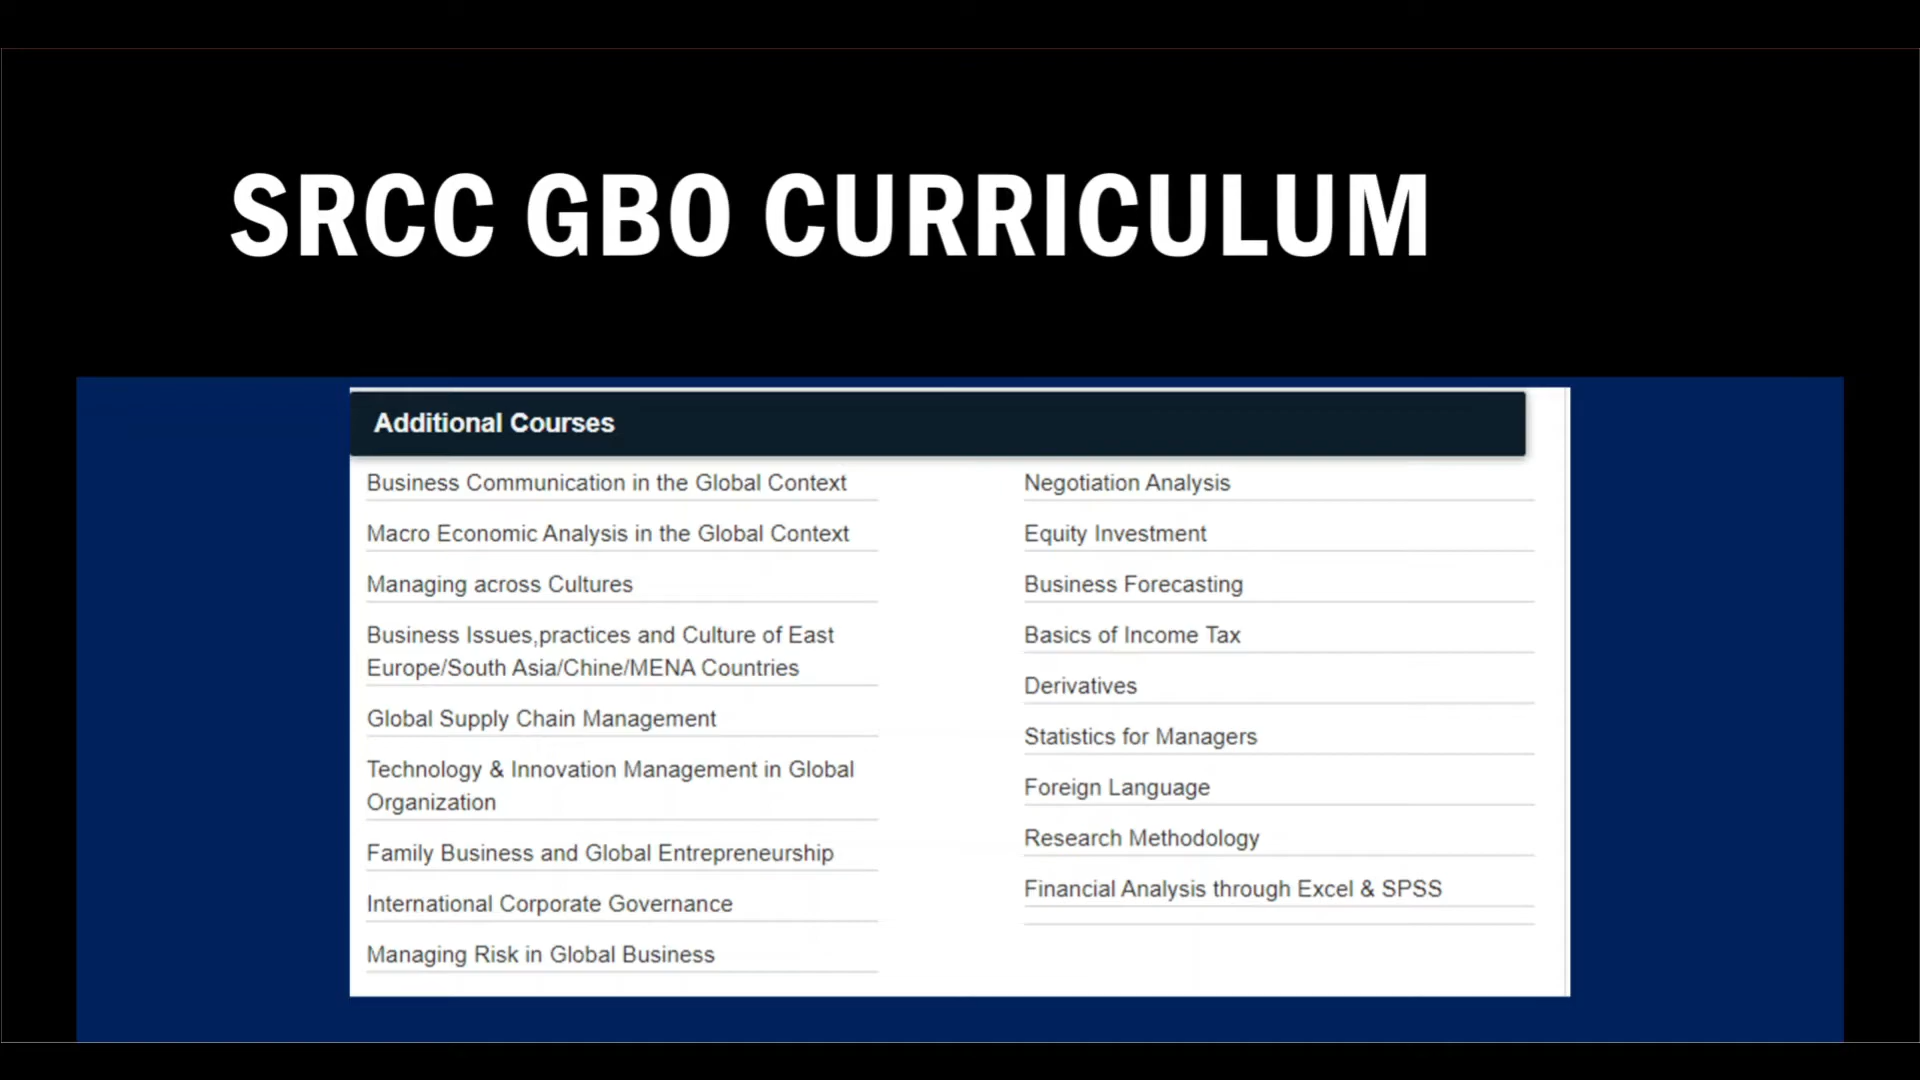 SRCC GBO CURRICULUM
Additional Courses
Business Communication in the Global Context
Macro Economic Analysis in the Global Context
Managing across Cultures
Business Issues,practices and Culture of East
Europe/South Asia/Chine/MENA Countries
Global Supply Chain Management
Technology & Innovation Management in Global
Organization
Family Business and Global Entrepreneurship
International Corporate Governance
Managing Risk in Global Business
Negotiation Analysis
Equity Investment
Business Forecasting
Basics of Income Tax
Derivatives
Statistics for Managers
Foreign Language
Research Methodology
Financial Analysis through Excel & SPSS